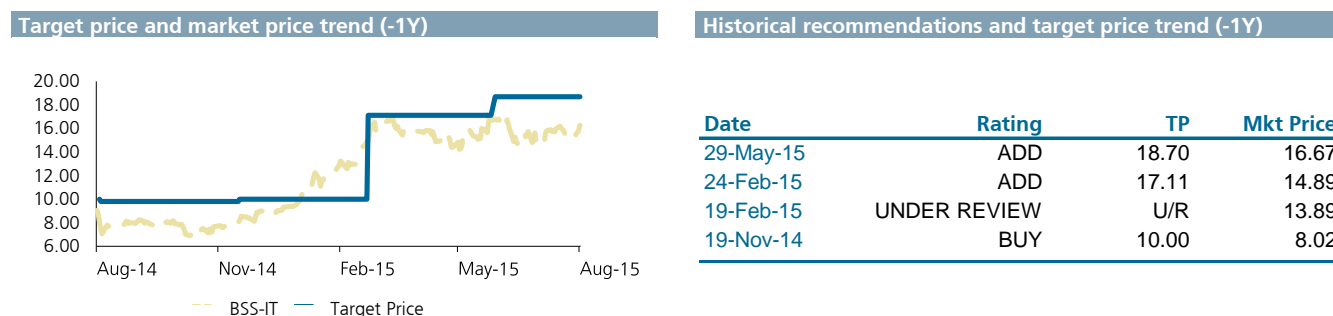 Target price and market price trend (-1Y)
20.00
18.00
16.00
14.00
12.00
10.00
8.00
6.00
Aug-14 Nov-14 Feb-15 May-15 Aug-15
BSS-IT Target Price
Historical recommendations and target price trend (-1Y)
Date Rating TP Mkt Price
29-May-15 ADD 18.70 16.67
24-Feb-15 ADD 17.11 14.89
19-Feb-15 UNDER REVIEW U/R 13.89
19-Nov-14 BUY 10.00 8.02